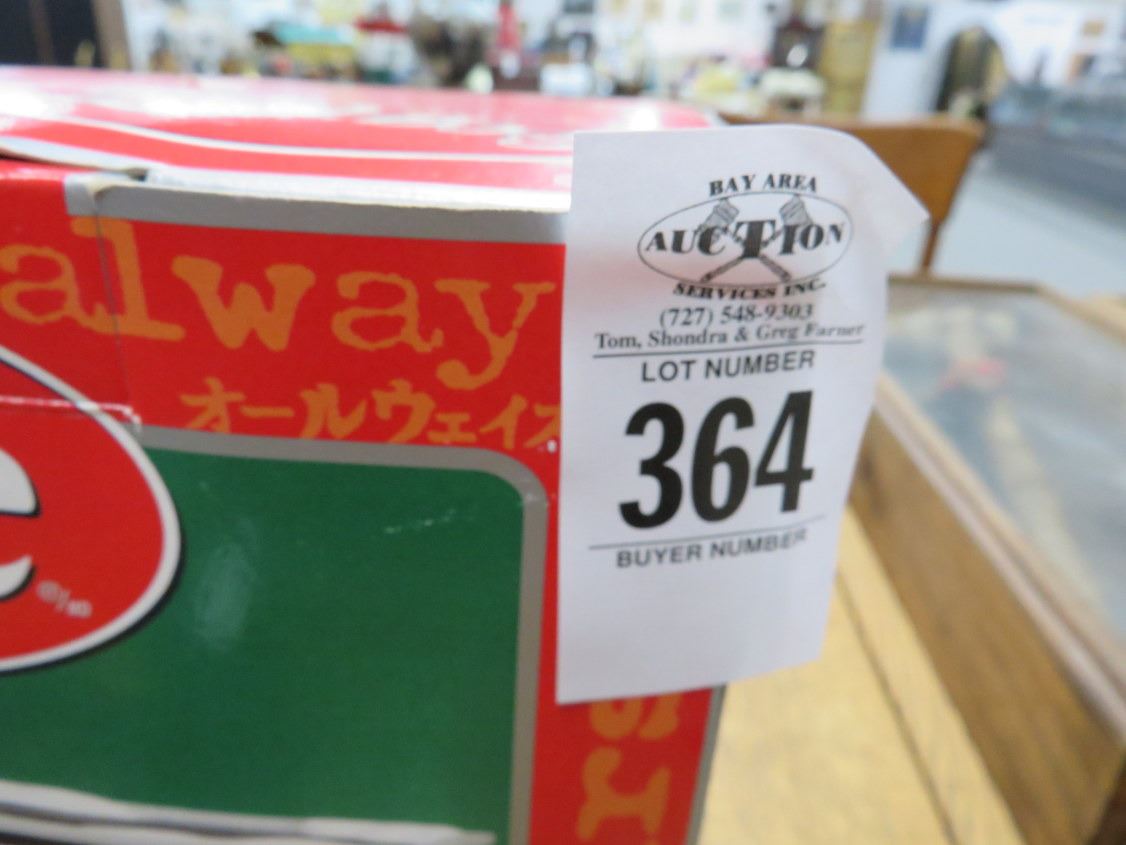 alway
オールウェイズ
e
®/©
BAY AREA
AUCTION
SERVICES INC.
(727) 548-9303
Tom, Shondra & Greg Farner
LOT NUMBER
364
BUYER NUMBER